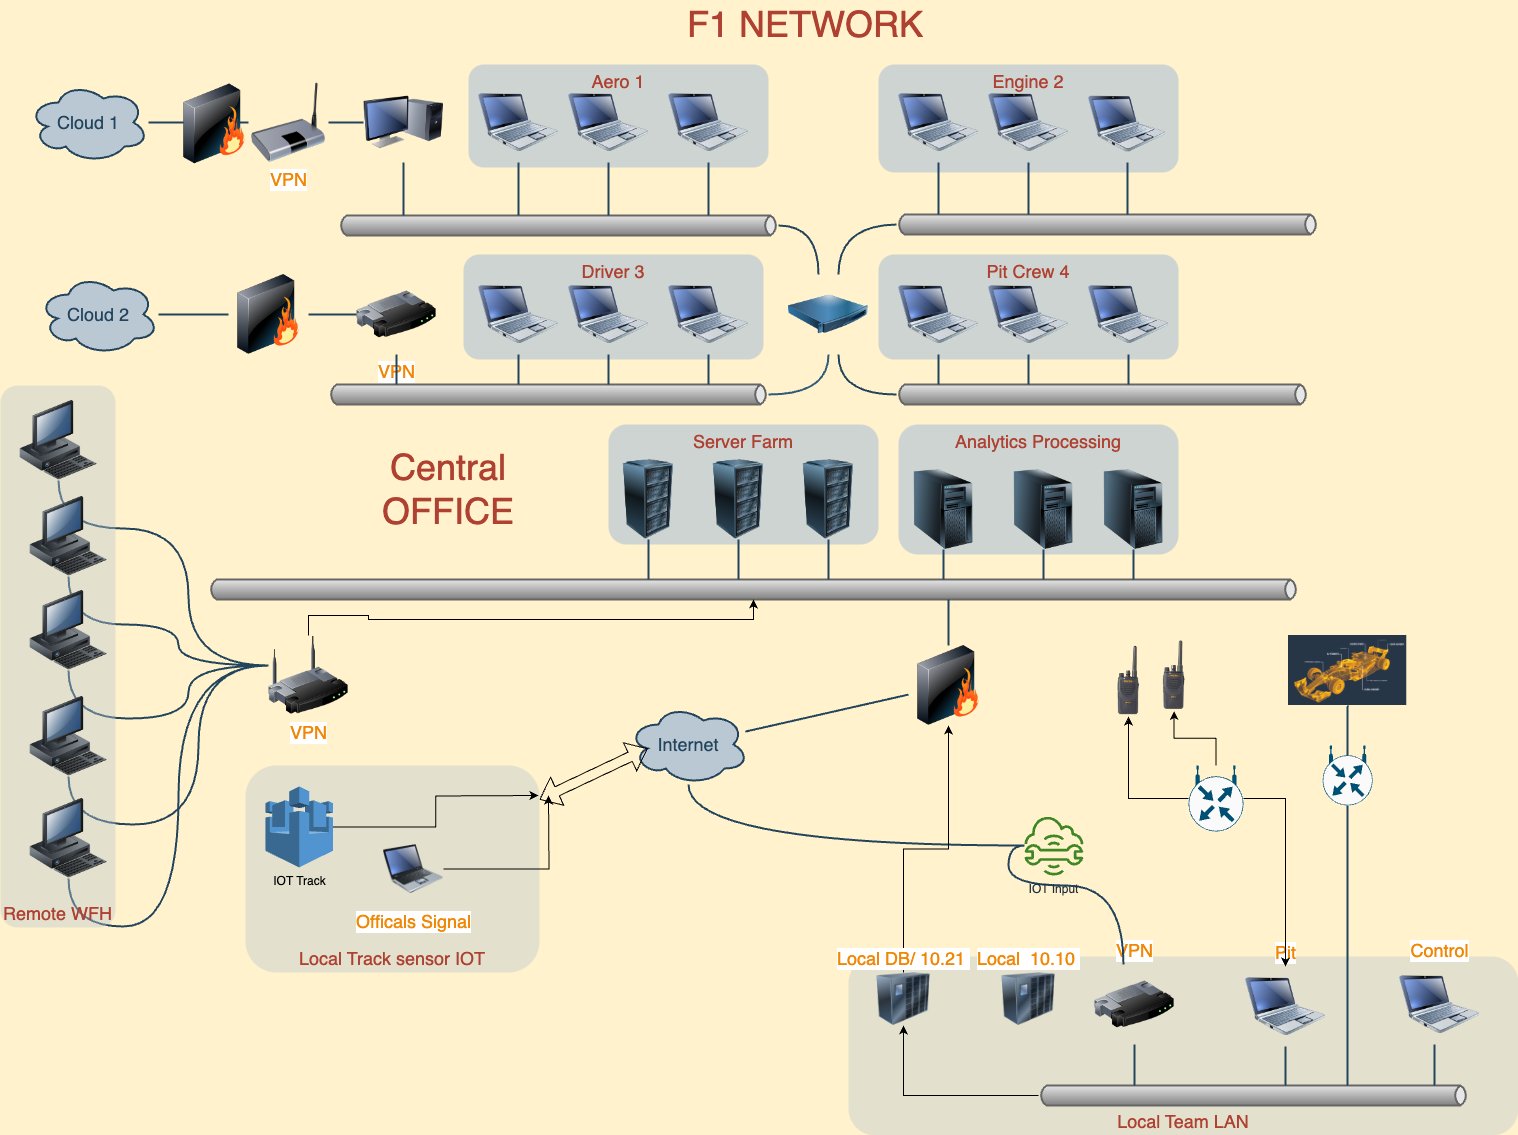 F1 NETWORK
Aero 1
Engine 2
Cloud 1
VPN
Driver 3
Pit Crew 4
Cloud 2
VPN
Server Farm
Analytics Processing
Central
OFFICE
VPN
Internet
IOT Track
IOT Input
Remote WFH
Officals Signal
Local Track sensor IOT
Local DB/ 10.21
Local 10.10
VPN
Pit
Control
Local Team LAN